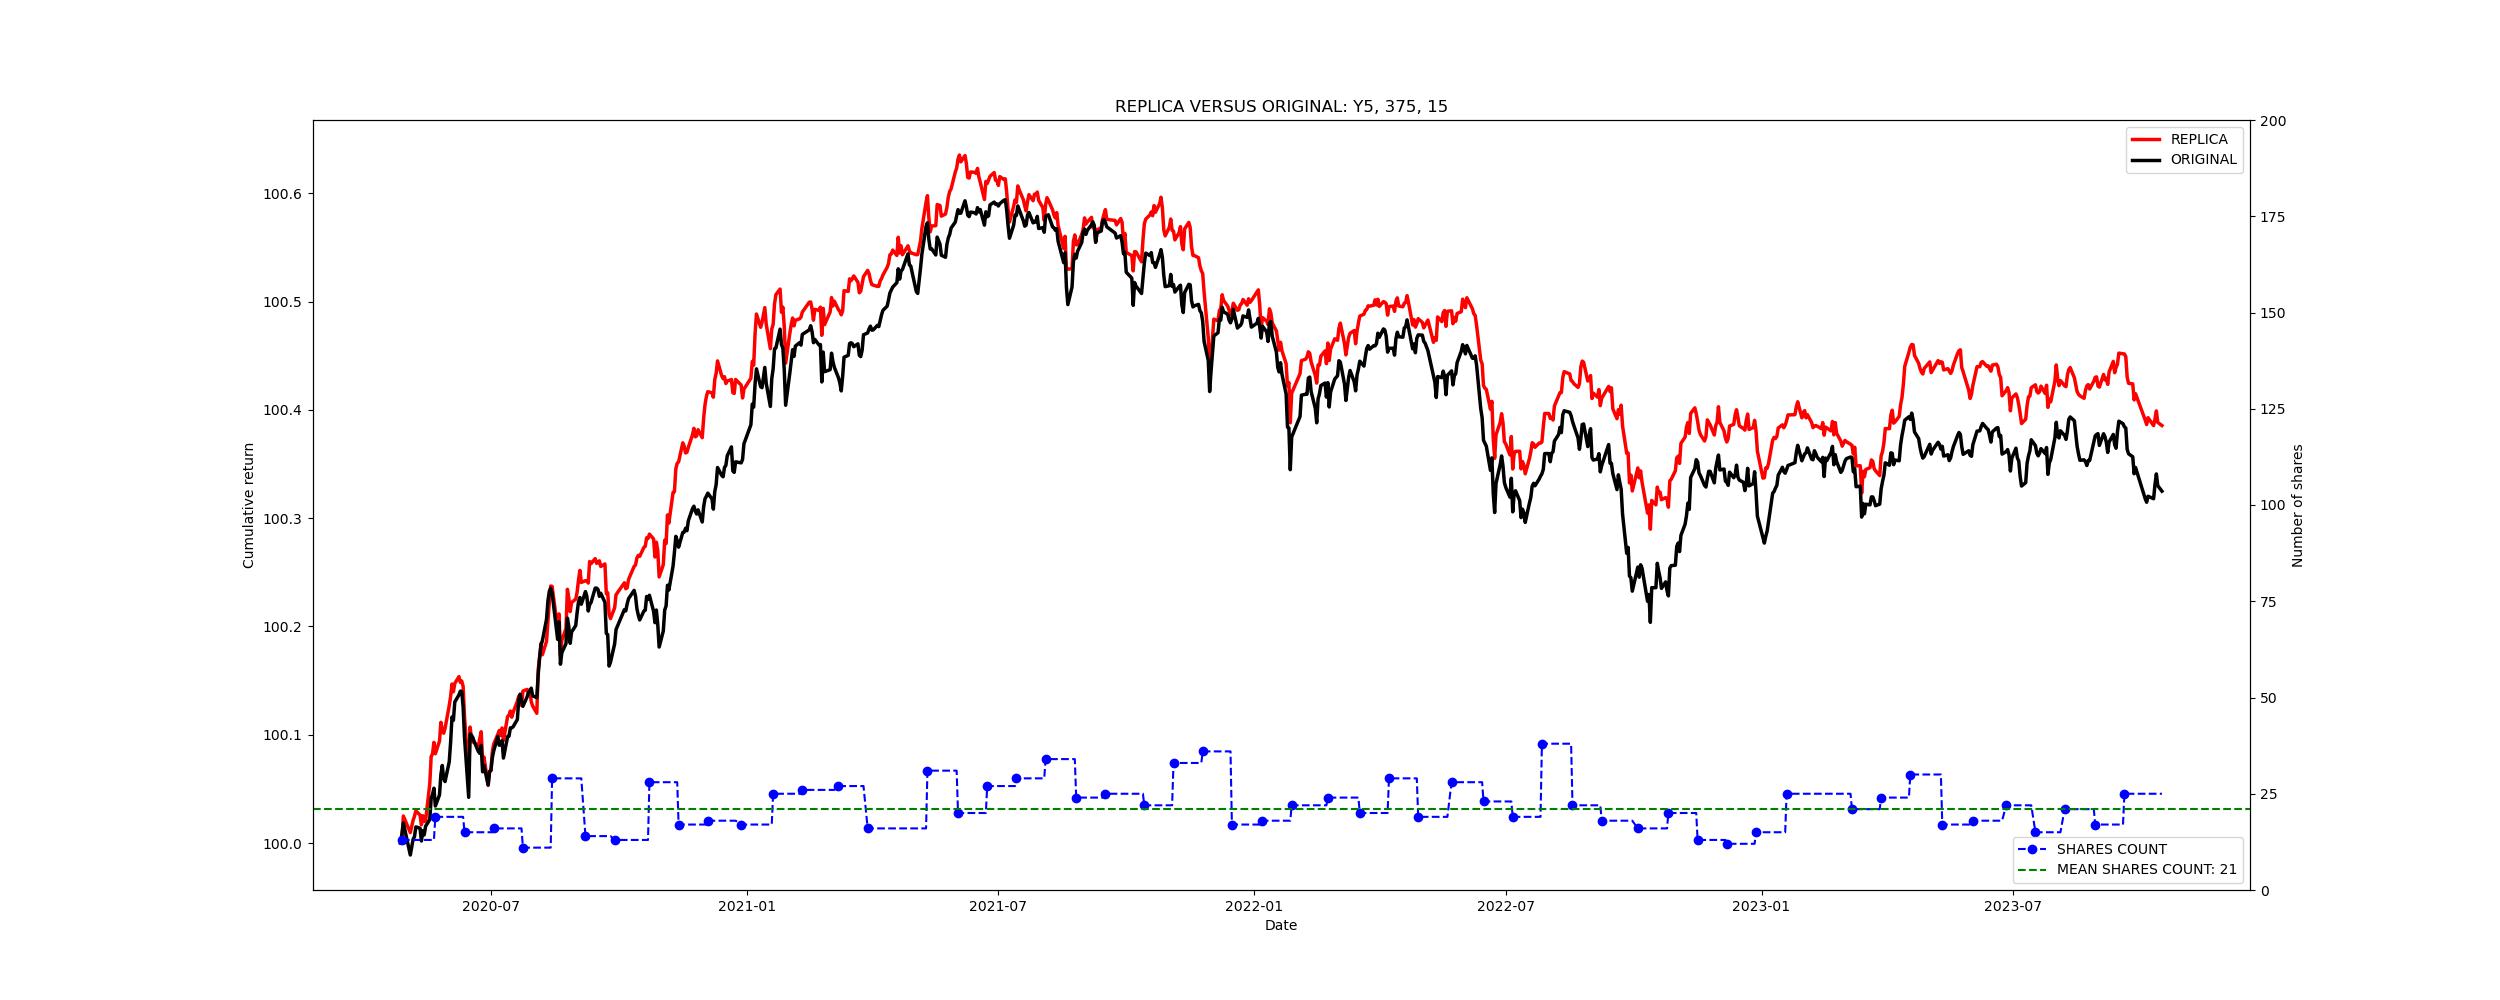 REPLICA VERSUS ORIGINAL: Y5, 375, 15
REPLICA
ORIGINAL
Cumulative return
100.6
100.5
100.4
100.3
100.2
100.1
100.0
200
175
150
125
100
75
50
25
0
Number of shares
SHARES COUNT
MEAN SHARES COUNT: 21
2020-07
2021-01
2021-07
2022-01
2022-07
2023-01
2023-07
Date